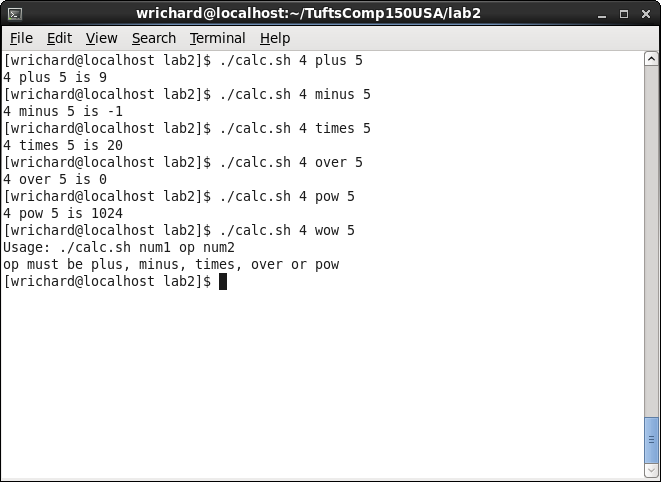 wrichard@localhost:~/TuftsComp150USA/lab2
File Edit View Search Terminal Help
[wrichard@localhost lab2]$ ./calc.sh 4 plus 5
4 plus 5 is 9
[wrichard@localhost lab2]$ ./calc.sh 4 minus 5
4 minus 5 is -1
[wrichard@localhost lab2]$ ./calc.sh 4 times 5
4 times 5 is 20
[wrichard@localhost lab2]$ ./calc.sh 4 over 5
4 over 5 is 0
[wrichard@localhost lab2]$ ./calc.sh 4 pow 5
4 pow 5 is 1024
[wrichard@localhost lab2]$ ./calc.sh 4 wow 5
Usage: ./calc.sh num1 op num2
op must be plus, minus, times, over or pow
[wrichard@localhost lab2]$